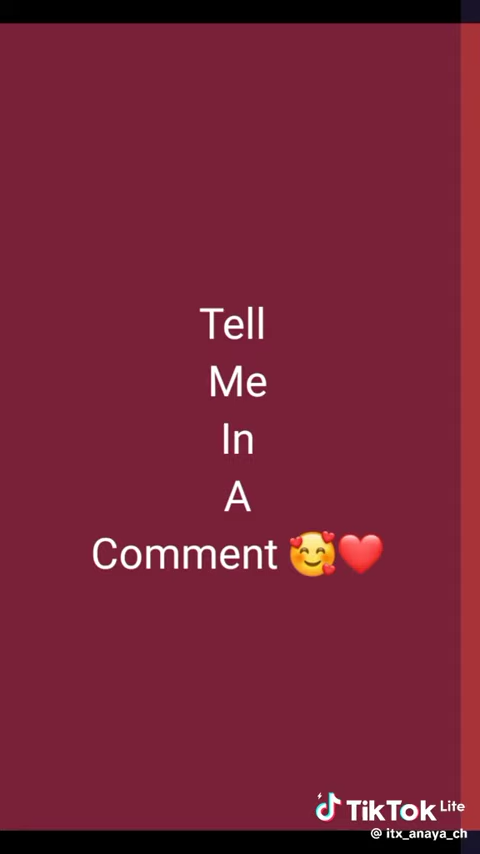 Tell
Me
In
A
Comment 🥰❤️
TikTok Lite
@ itx_anaya_ch